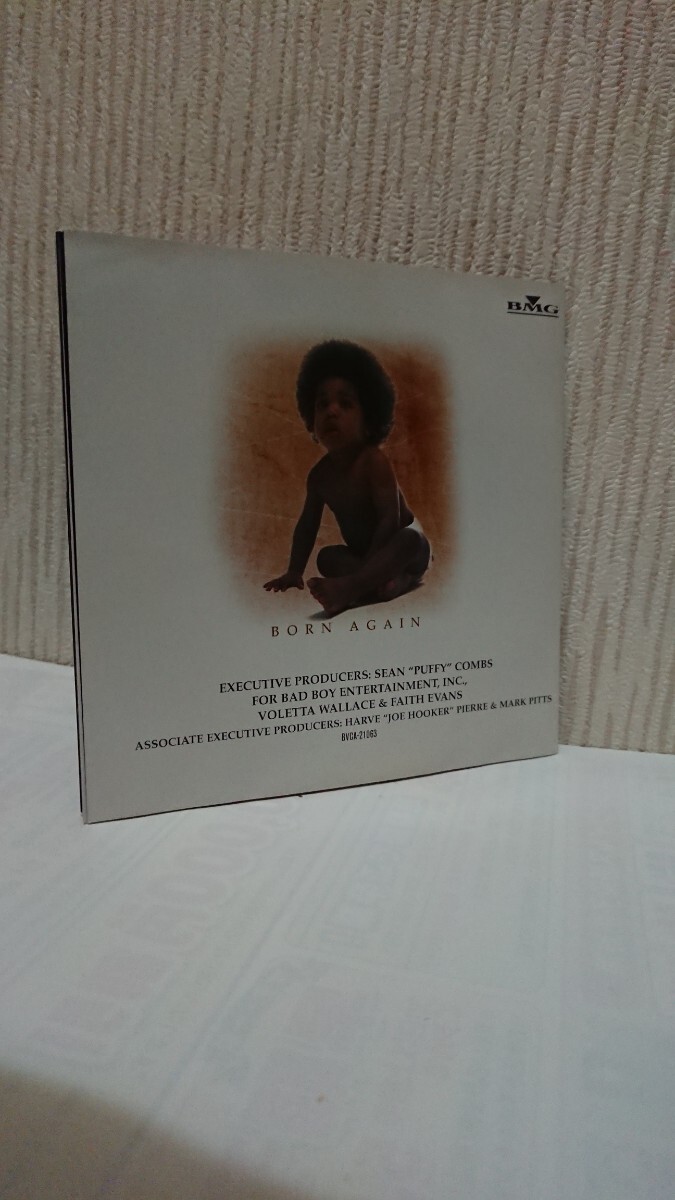 BMG
BORN AGAIN
EXECUTIVE PRODUCERS: SEAN "PUFFY" COMBS
FOR BAD BOY ENTERTAINMENT, INC.,
VOLETTA WALLACE & FAITH EVANS
ASSOCIATE EXECUTIVE PRODUCERS: HARVE "JOE HOOKER" PIERRE & MARK PITTS
BVCA-21063